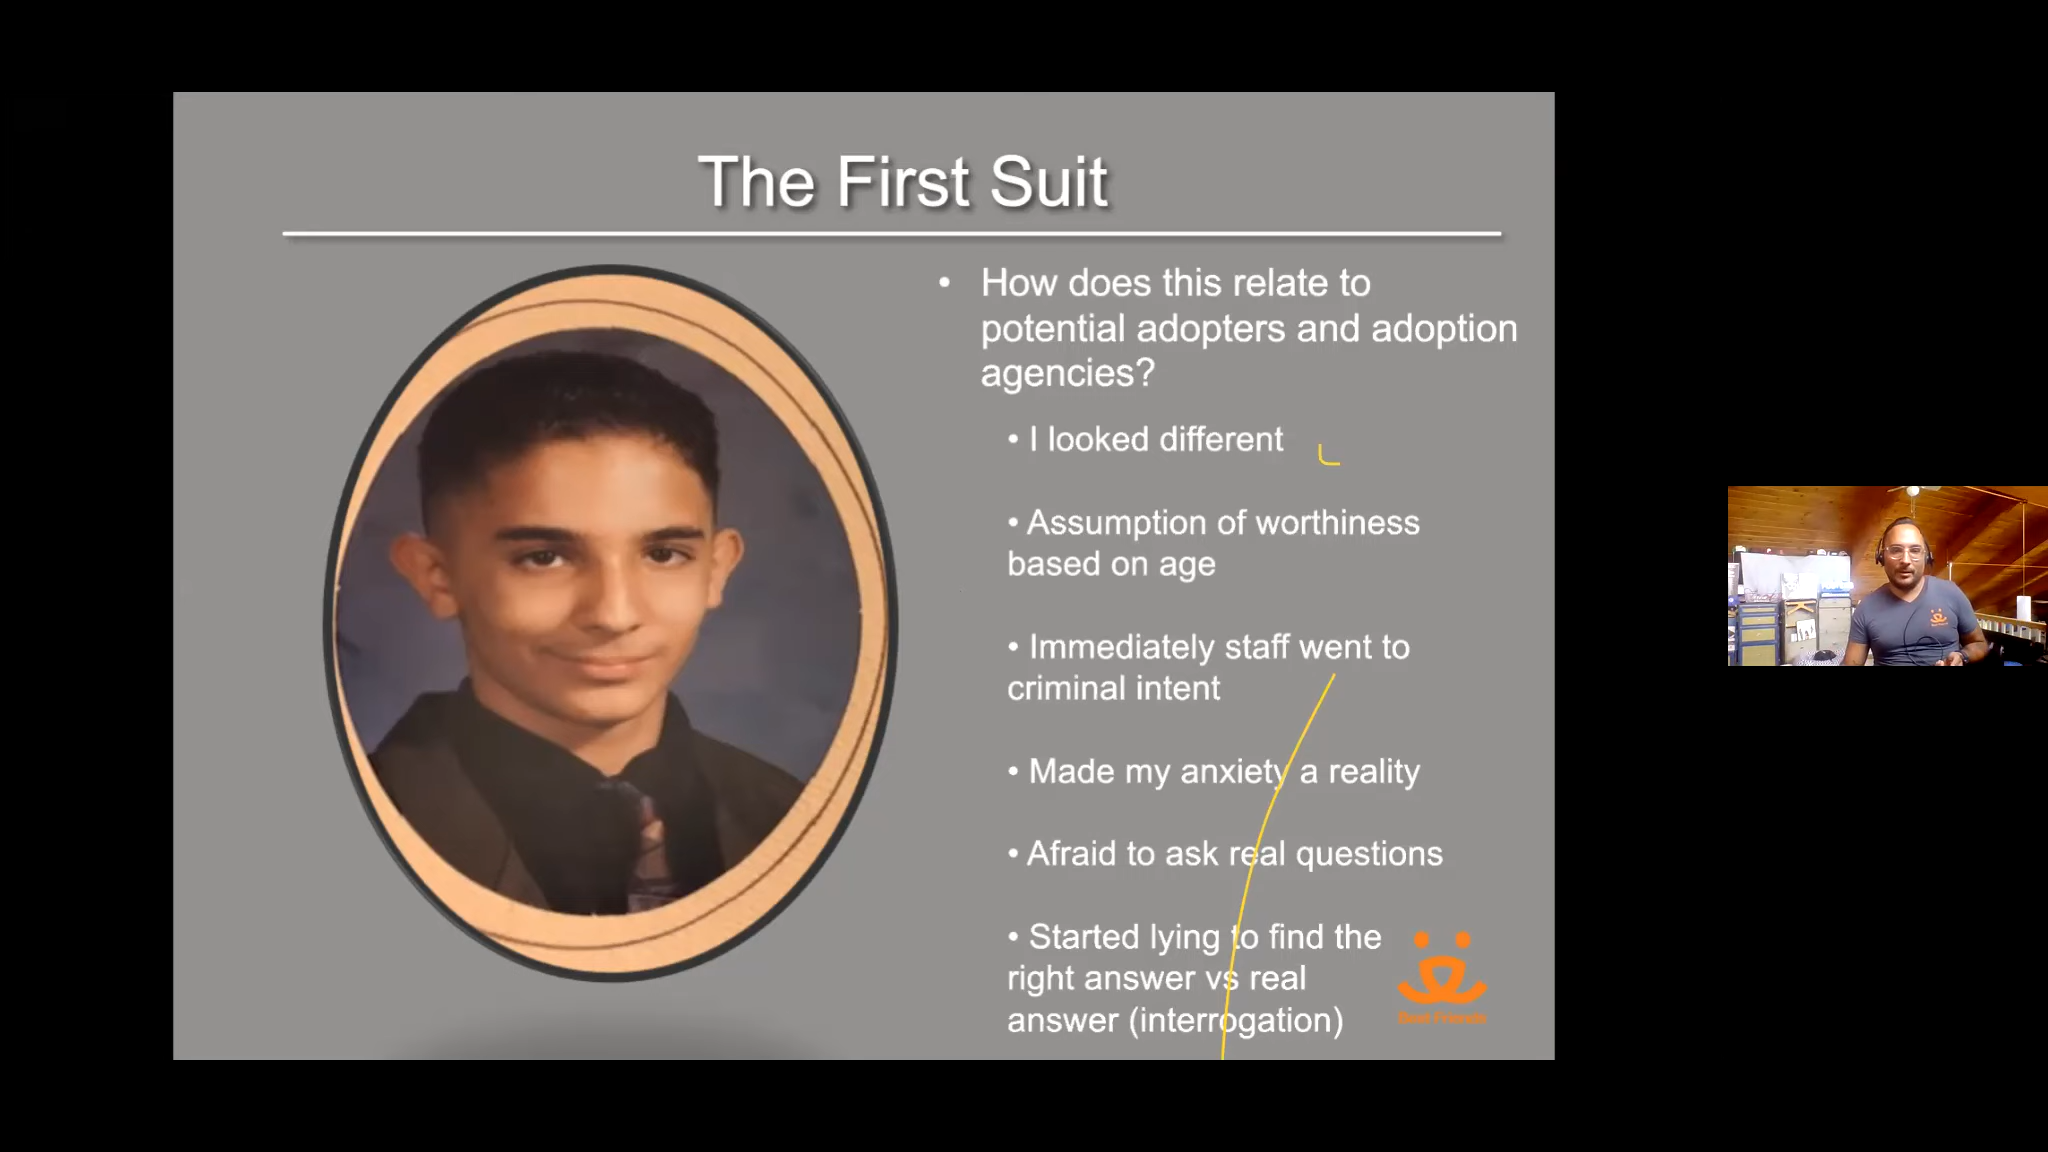 The First Suit
• How does this relate to
potential adopters and adoption
agencies?
• I looked different
• Assumption of worthiness
based on age
• Immediately staff went to
criminal intent
• Made my anxiety a reality
• Afraid to ask real questions
• Started lying to find the
right answer vs real
answer (interrogation)
Best Friends